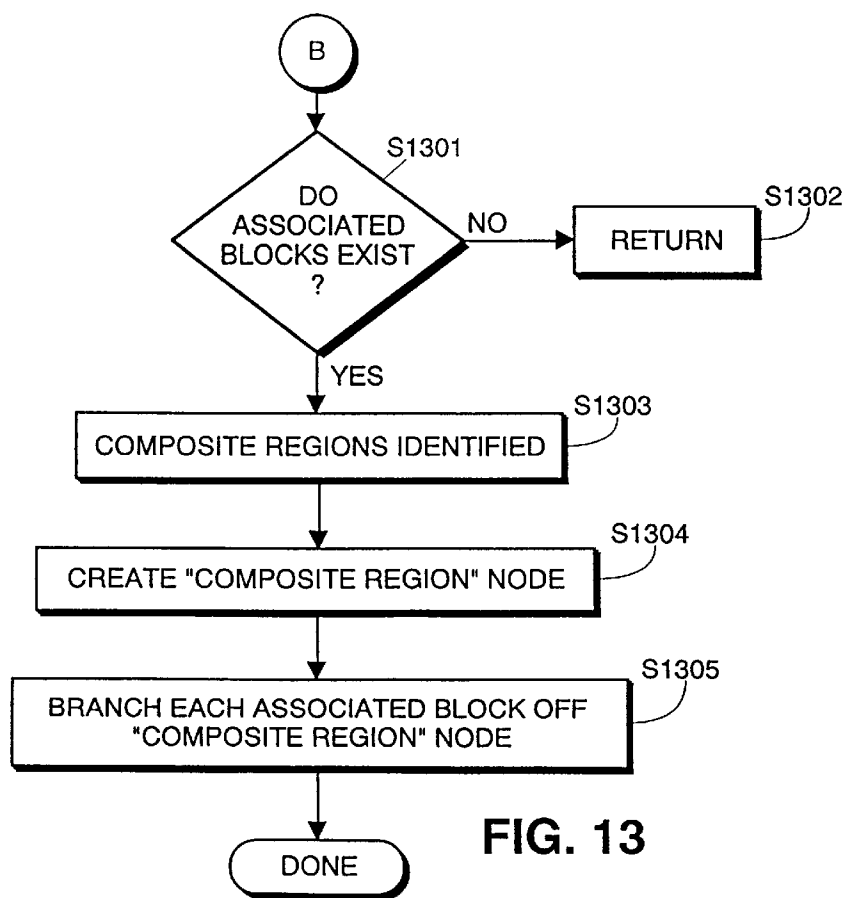 B
S1301
DO
ASSOCIATED
BLOCKS EXIST
?
NO
S1302
RETURN
YES
S1303
COMPOSITE REGIONS IDENTIFIED
S1304
CREATE "COMPOSITE REGION" NODE
S1305
BRANCH EACH ASSOCIATED BLOCK OFF
"COMPOSITE REGION" NODE
DONE
FIG. 13